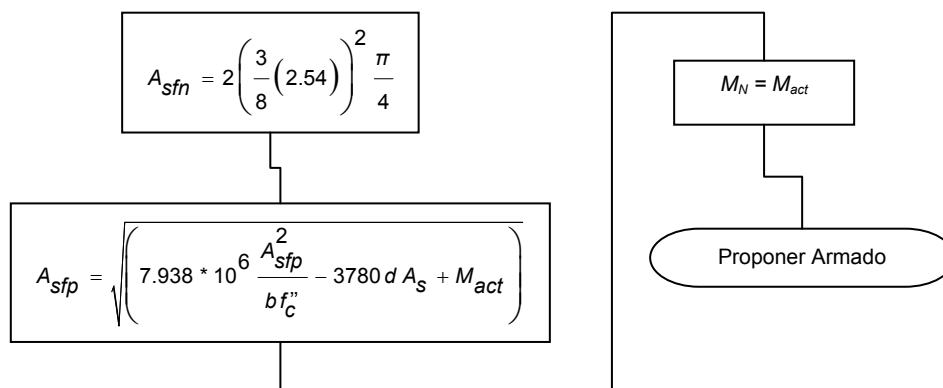 A_sfn = 2(3/8(2.54))^2 π/4
A_sfp = √((7.938 * 10^6 A_sfp^2/(b f_c") − 3780 d A_s + M_act))
M_N = M_act
Proponer Armado